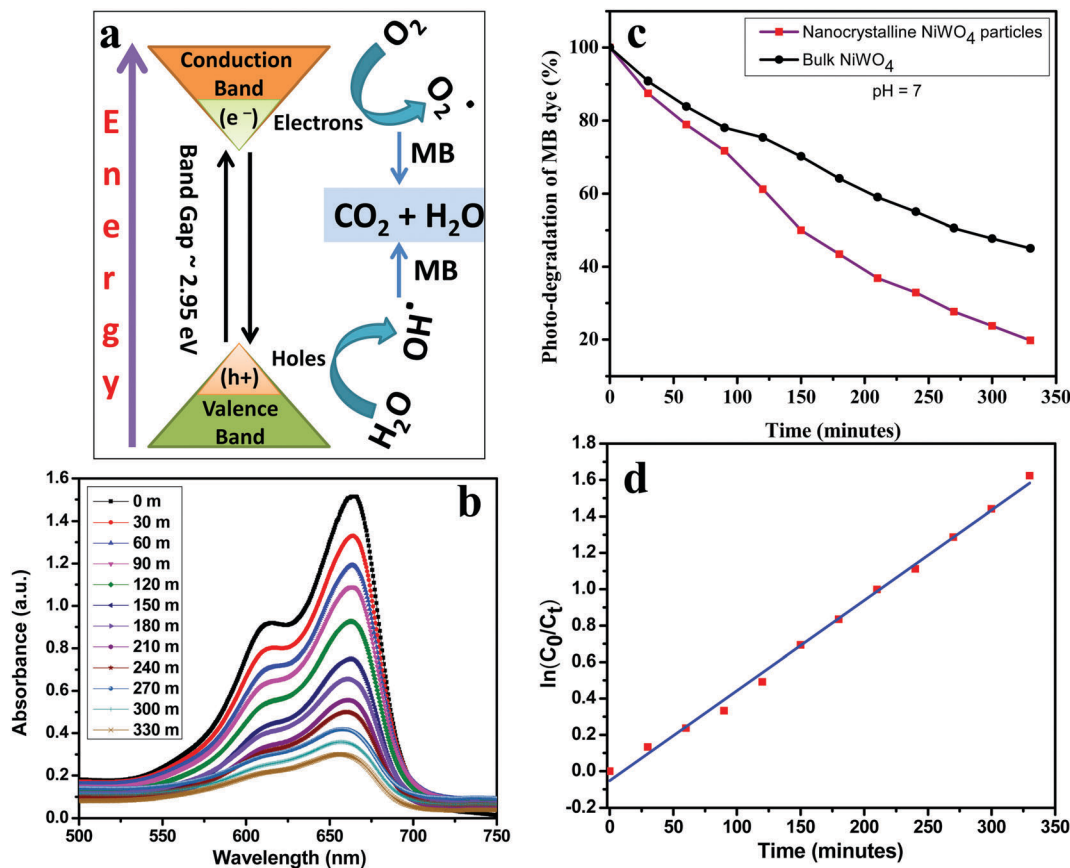 a
Energy
Conduction
Band
(e⁻)
Electrons
Band Gap ~ 2.95 eV
Holes
(h+)
Valence
Band
O₂
O₂•
MB
CO₂ + H₂O
MB
OH•
H₂O
c
Nanocrystalline NiWO₄ particles
Bulk NiWO₄
pH = 7
Photo-degradation of MB dye (%)
100
80
60
40
20
0 50 100 150 200 250 300 350
Time (minutes)
b
0 m
30 m
60 m
90 m
120 m
150 m
180 m
210 m
240 m
270 m
300 m
330 m
Absorbance (a.u.)
1.6
1.4
1.2
1.0
0.8
0.6
0.4
0.2
0.0
500 550 600 650 700 750
Wavelength (nm)
d
ln(C₀/Cₜ)
1.8
1.6
1.4
1.2
1.0
0.8
0.6
0.4
0.2
0.0
-0.2
0 50 100 150 200 250 300 350
Time (minutes)